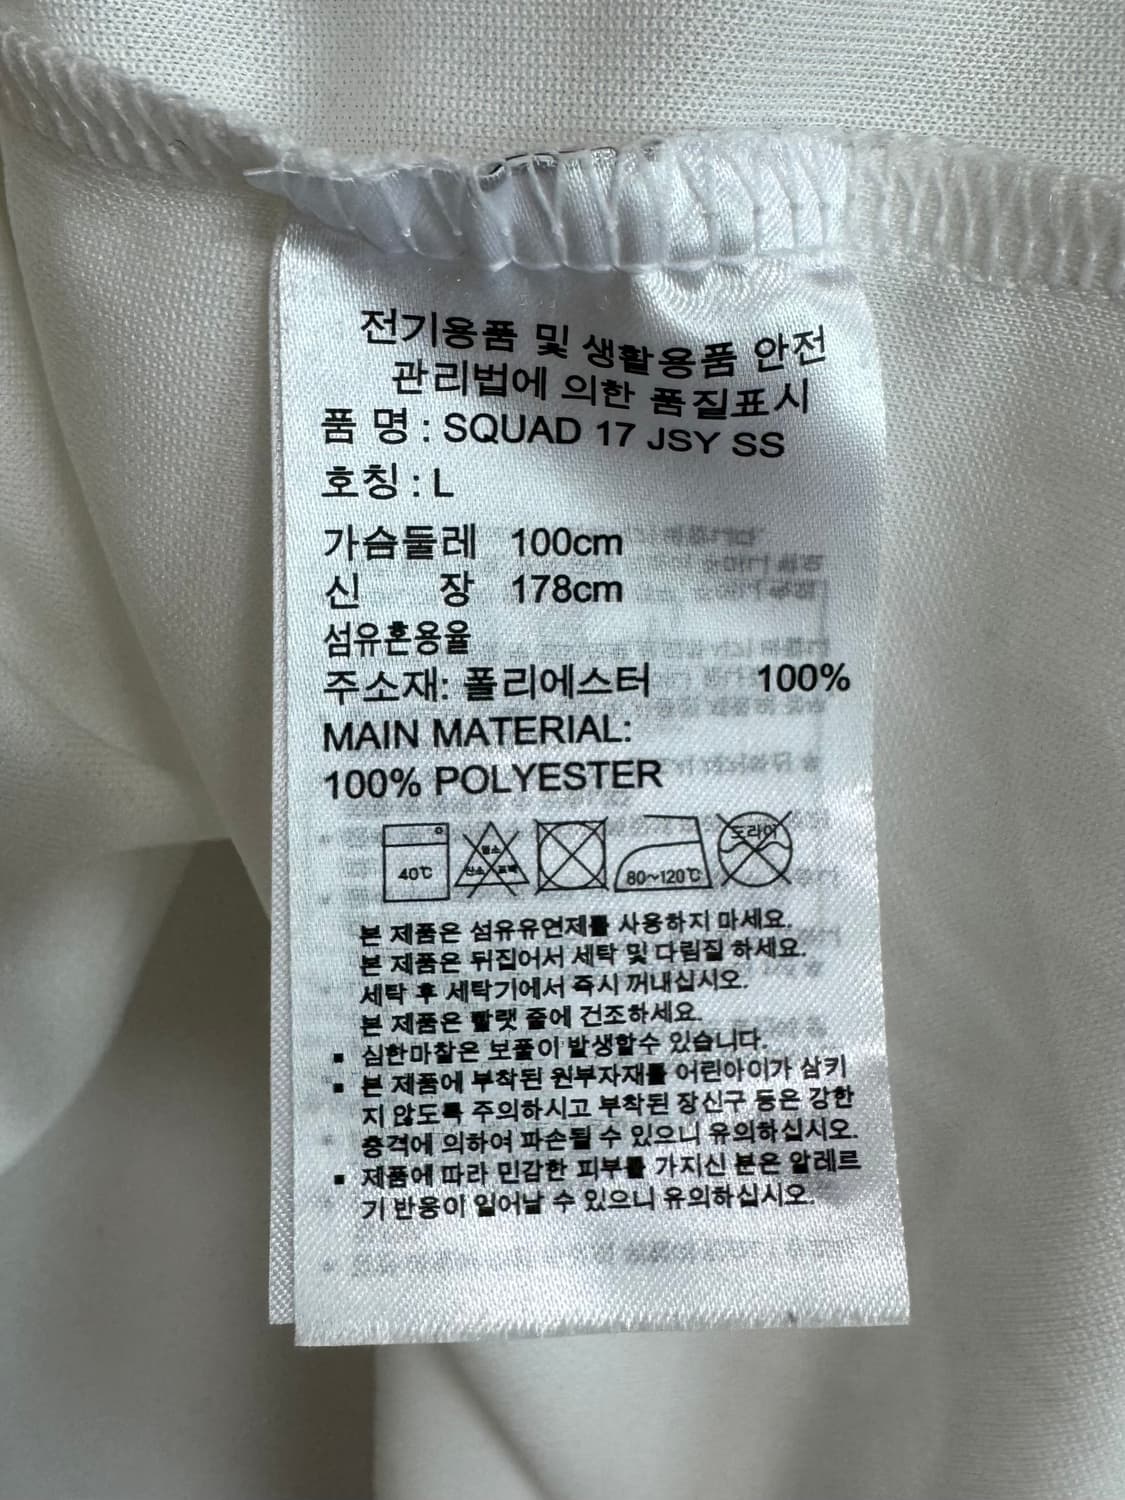 전기용품 및 생활용품 안전
관리법에 의한 품질표시
품 명 : SQUAD 17 JSY SS
호칭 : L
가슴둘레 100cm
신 장 178cm
섬유혼용율
주소재: 폴리에스터 100%
MAIN MATERIAL:
100% POLYESTER
40℃ 염소 산소 표백 80~120℃ 드라이
본 제품은 섬유유연제를 사용하지 마세요.
본 제품은 뒤집어서 세탁 및 다림질 하세요.
세탁 후 세탁기에서 즉시 꺼내십시오.
본 제품은 빨랫 줄에 건조하세요.
▪ 심한마찰은 보풀이 발생할수 있습니다.
▪ 본 제품에 부착된 원부자재를 어린아이가 삼키
지 않도록 주의하시고 부착된 장신구 등은 강한
충격에 의하여 파손될 수 있으니 유의하십시오.
▪ 제품에 따라 민감한 피부를 가지신 분은 알레르
기 반응이 일어날 수 있으니 유의하십시오.